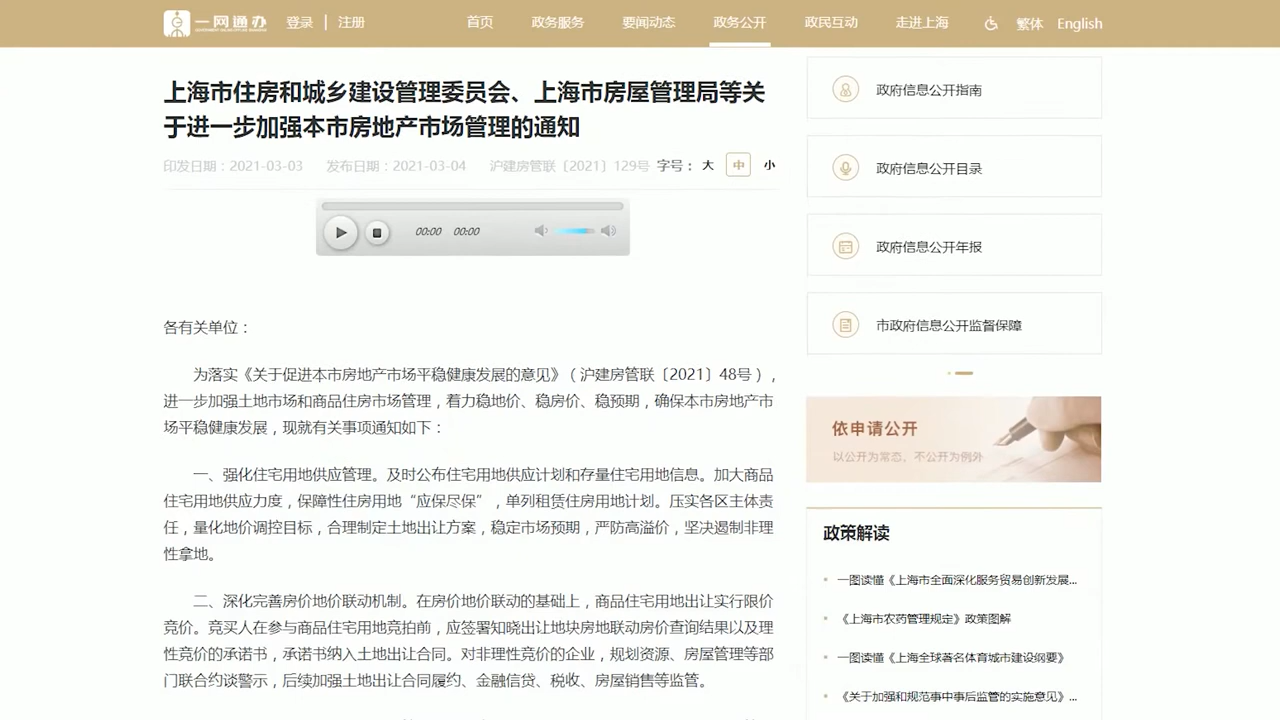 一网通办
登录 | 注册
首页 政务服务 要闻动态 政务公开 政民互动 走进上海
繁体 English
上海市住房和城乡建设管理委员会、上海市房屋管理局等关
于进一步加强本市房地产市场管理的通知
印发日期：2021-03-03 发布日期：2021-03-04 沪建房管联〔2021〕129号 字号： 大 中 小
00:00 00:00
各有关单位：
为落实《关于促进本市房地产市场平稳健康发展的意见》（沪建房管联〔2021〕48号），
进一步加强土地市场和商品住房市场管理，着力稳地价、稳房价、稳预期，确保本市房地产市
场平稳健康发展，现就有关事项通知如下：
一、强化住宅用地供应管理。及时公布住宅用地供应计划和存量住宅用地信息。加大商品
住宅用地供应力度，保障性住房用地“应保尽保”，单列租赁住房用地计划。压实各区主体责
任，量化地价调控目标，合理制定土地出让方案，稳定市场预期，严防高溢价，坚决遏制非理
性拿地。
二、深化完善房价地价联动机制。在房价地价联动的基础上，商品住宅用地出让实行限价
竞价。竞买人在参与商品住宅用地竞拍前，应签署知晓出让地块房地联动房价查询结果以及理
性竞价的承诺书，承诺书纳入土地出让合同。对非理性竞价的企业，规划资源、房屋管理等部
门联合约谈警示，后续加强土地出让合同履约、金融信贷、税收、房屋销售等监管。
政府信息公开指南
政府信息公开目录
政府信息公开年报
市政府信息公开监督保障
依申请公开
以公开为常态，不公开为例外
政策解读
一图读懂《上海市全面深化服务贸易创新发展...
《上海市农药管理规定》政策图解
一图读懂《上海全球著名体育城市建设纲要》
《关于加强和规范事中事后监管的实施意见》...